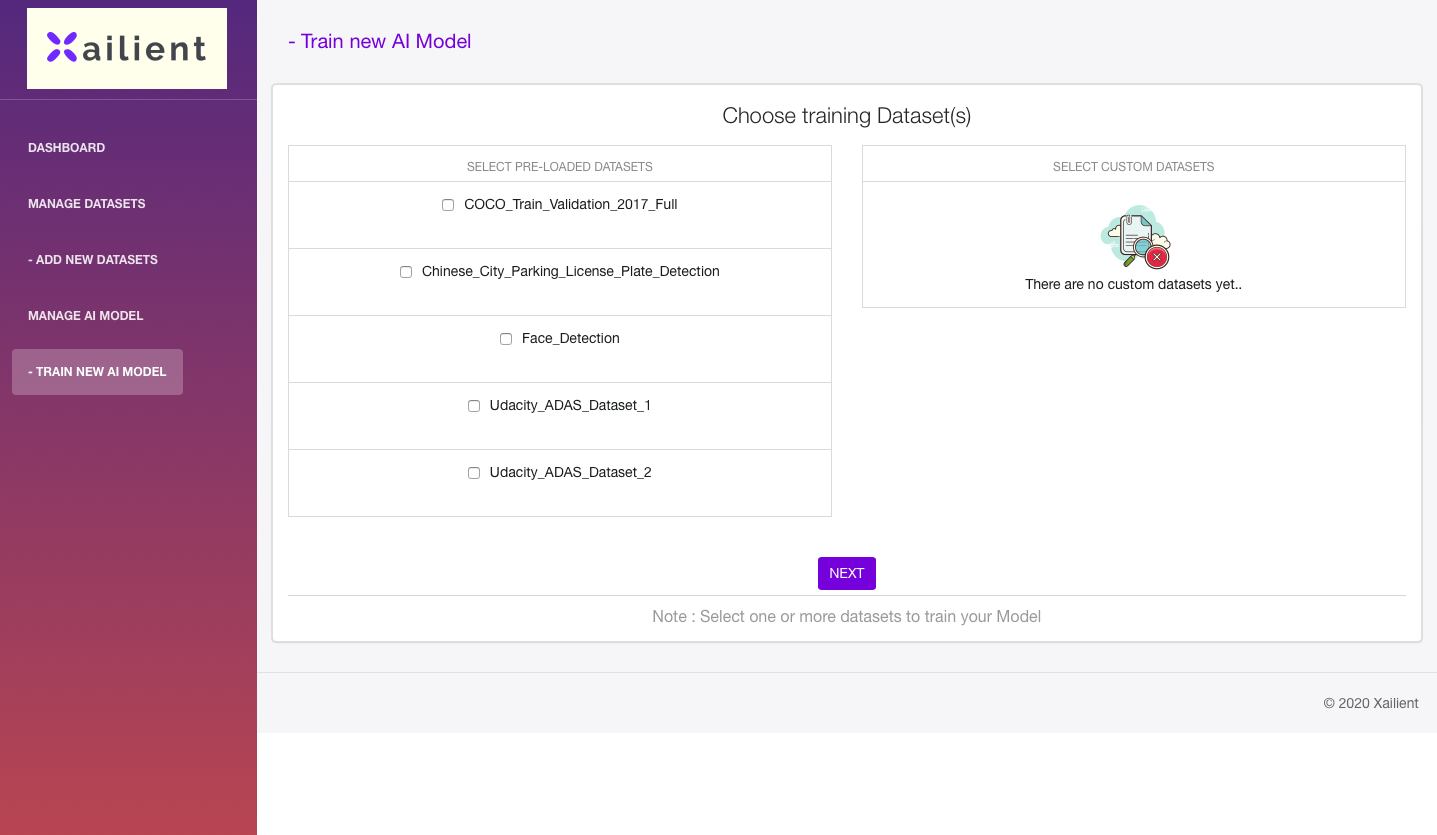 Xailient
DASHBOARD
MANAGE DATASETS
- ADD NEW DATASETS
MANAGE AI MODEL
- TRAIN NEW AI MODEL
- Train new AI Model
Choose training Dataset(s)
SELECT PRE-LOADED DATASETS
COCO_Train_Validation_2017_Full
Chinese_City_Parking_License_Plate_Detection
Face_Detection
Udacity_ADAS_Dataset_1
Udacity_ADAS_Dataset_2
SELECT CUSTOM DATASETS
There are no custom datasets yet..
NEXT
Note : Select one or more datasets to train your Model
© 2020 Xailient